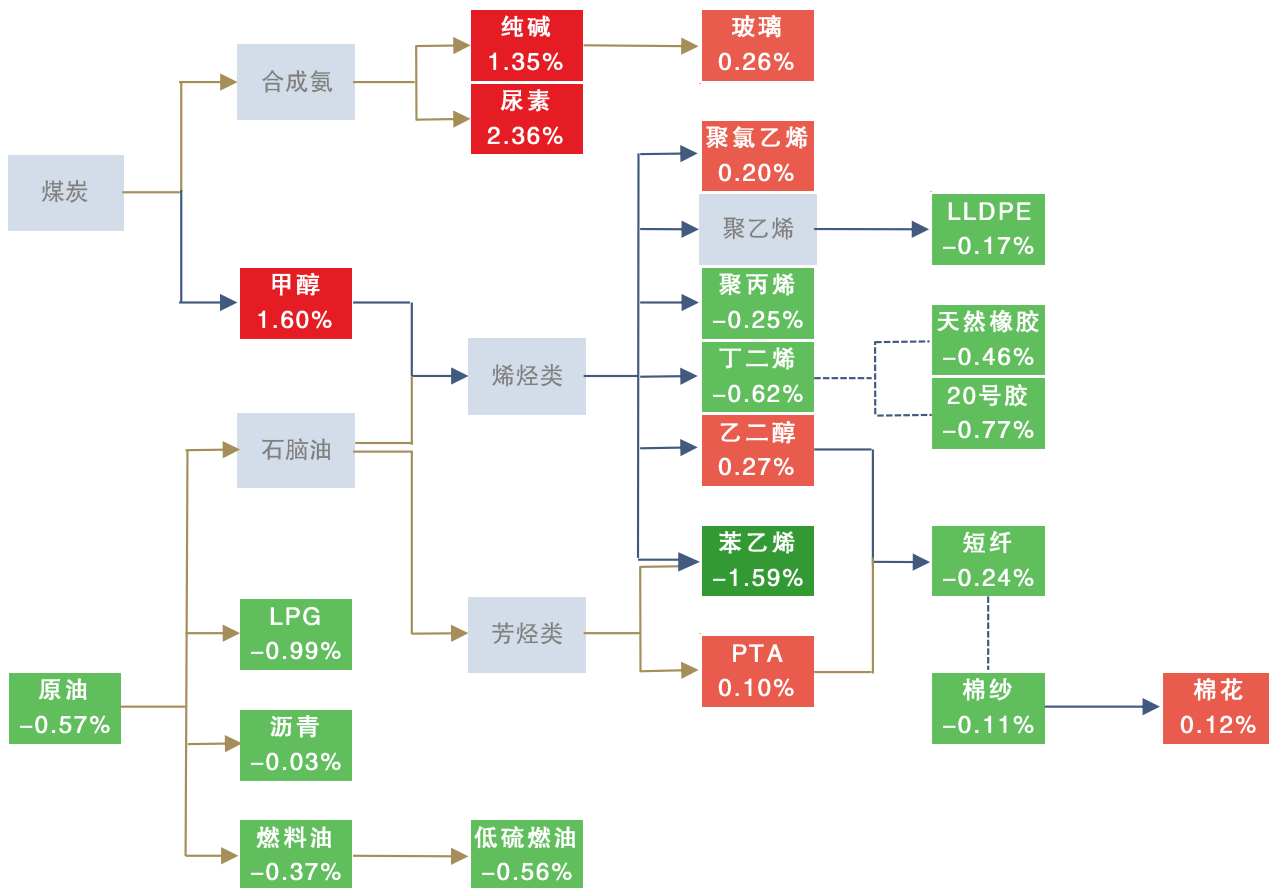 纯碱
1.35%
玻璃
0.26%
合成氨
尿素
2.36%
聚氯乙烯
0.20%
煤炭
聚乙烯
LLDPE
-0.17%
甲醇
1.60%
聚丙烯
-0.25%
天然橡胶
-0.46%
烯烃类
丁二烯
-0.62%
20号胶
-0.77%
石脑油
乙二醇
0.27%
苯乙烯
-1.59%
短纤
-0.24%
LPG
-0.99%
芳烃类
PTA
0.10%
原油
-0.57%
棉纱
-0.11%
棉花
0.12%
沥青
-0.03%
燃料油
-0.37%
低硫燃油
-0.56%